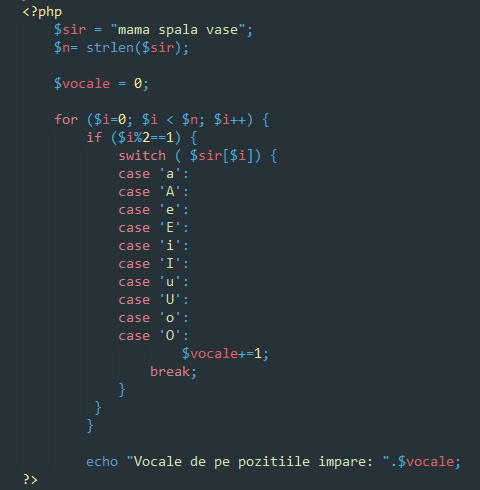 <?php
    $sir = "mama spala vase";
    $n= strlen($sir);

    $vocale = 0;

    for ($i=0; $i < $n; $i++) {
        if ($i%2==1) {
            switch ( $sir[$i]) {
            case 'a':
            case 'A':
            case 'e':
            case 'E':
            case 'i':
            case 'I':
            case 'u':
            case 'U':
            case 'o':
            case 'O':
                    $vocale+=1;
                break;
            }
         }
        }

        echo "Vocale de pe pozitiile impare: ".$vocale;
?>